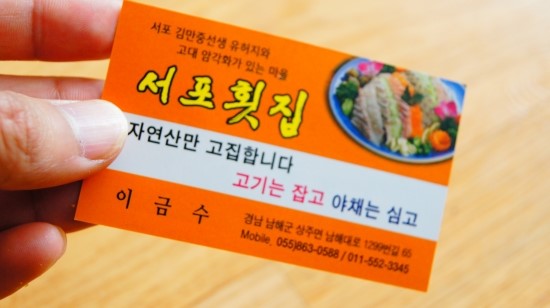 서포 김만중선생 유허지와
고대 암각화가 있는 마을
서포횟집
자연산만 고집합니다
고기는 잡고 야채는 심고
이 금 수
경남 남해군 상주면 남해대로 1299번길 65
Mobile. 055)863-0588 / 011-552-3345